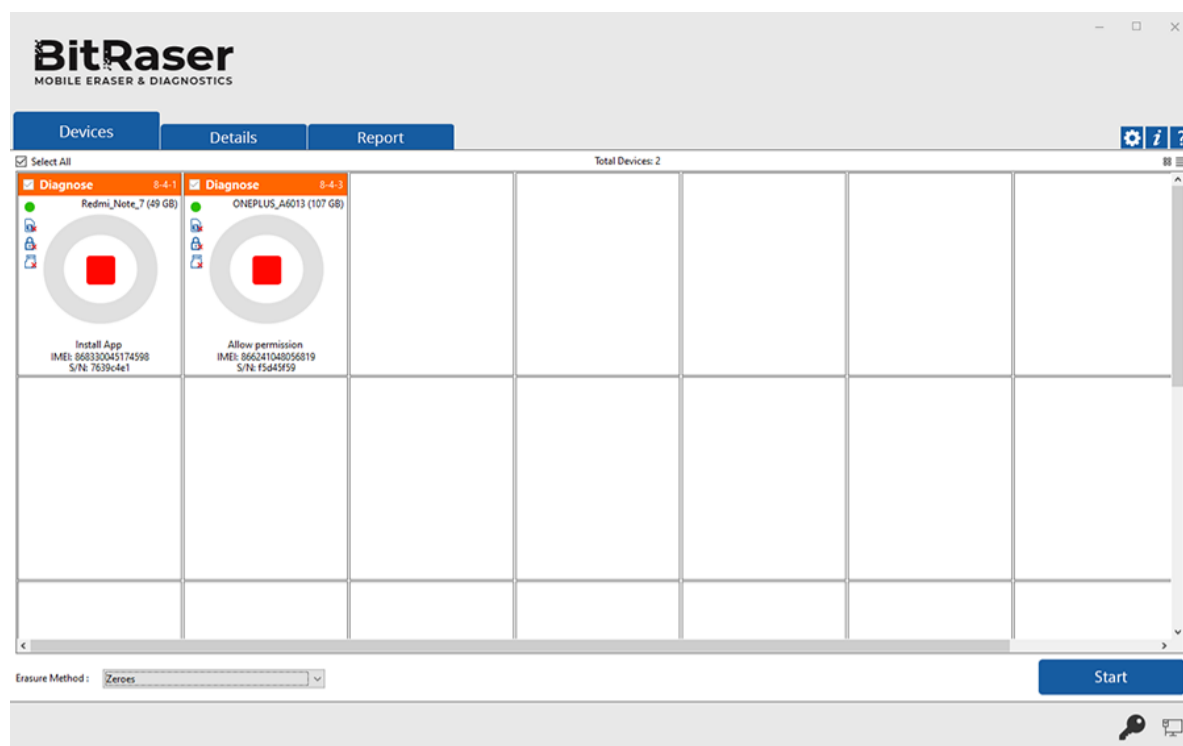 BitRaser
MOBILE ERASER & DIAGNOSTICS
Devices
Details
Report
i
?
Select All
Total Devices: 2
Diagnose 8-4-1
Redmi_Note_7 (49 GB)
Install App
IMEI: 868330045174598
S/N: 7639c4e1
Diagnose 8-4-3
ONEPLUS_A6013 (107 GB)
Allow permission
IMEI: 866241048056819
S/N: f5d45f59
Erasure Method : Zeroes
Start